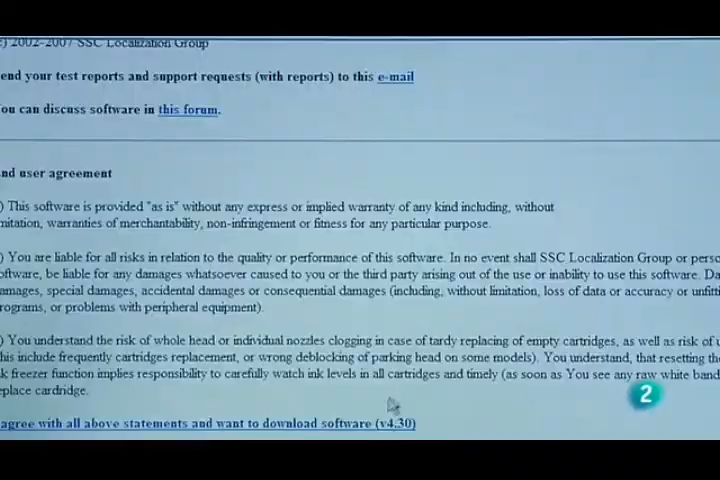 ) 2002-2007 SSC Localization Group
end your test reports and support requests (with reports) to this e-mail
ou can discuss software in this forum.
nd user agreement
) This software is provided "as is" without any express or implied warranty of any kind including, without
mitation, warranties of merchantability, non-infringement or fitness for any particular purpose.
) You are liable for all risks in relation to the quality or performance of this software. In no event shall SSC Localization Group or perso
oftware, be liable for any damages whatsoever caused to you or the third party arising out of the use or inability to use this software. Da
amages, special damages, accidental damages or consequential damages (including, without limitation, loss of data or accuracy or unfitti
rograms, or problems with peripheral equipment).
) You understand the risk of whole head or individual nozzles clogging in case of tardy replacing of empty cartridges, as well as risk of u
his include frequently cartridges replacement, or wrong deblocking of parking head on some models). You understand, that resetting the
k freezer function implies responsibility to carefully watch ink levels in all cartridges and timely (as soon as You see any raw white band
eplace cardridge.
2
agree with all above statements and want to download software (v4.30)